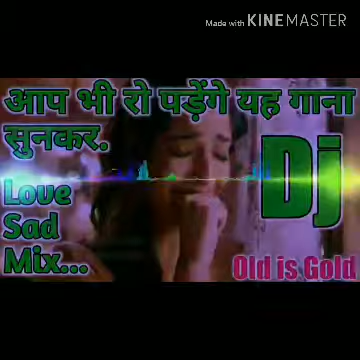 Made with KINEMASTER
आप भी रो पड़ेंगे यह गाना
सुनकर.
Dj
Love
Sad
Mix...
Old is Gold